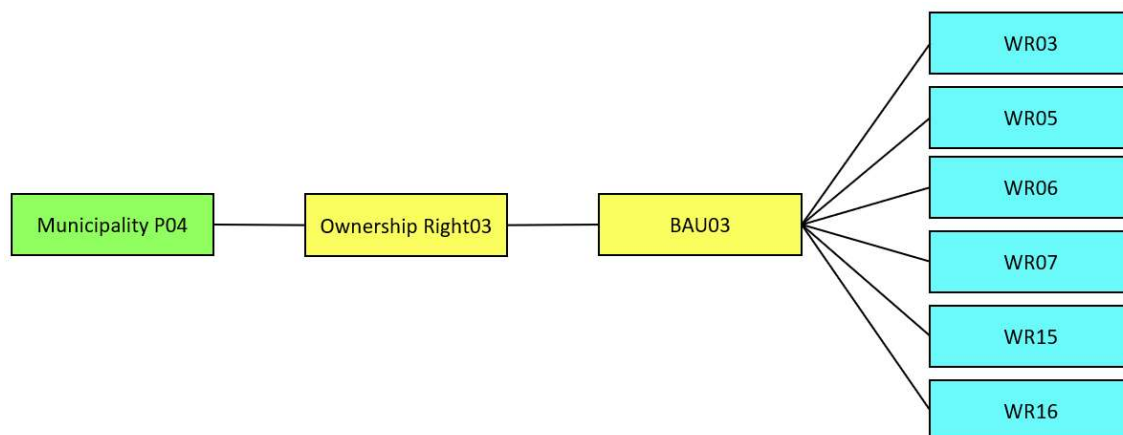 WR03
WR05
WR06
Municipality P04
Ownership Right03
BAU03
WR07
WR15
WR16